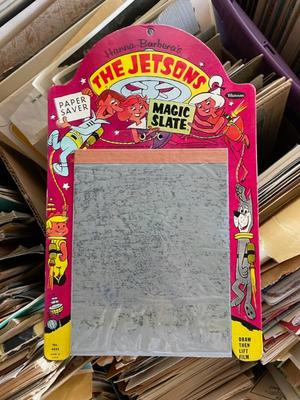 Hanna-Barbera's
THE JETSONS
PAPER
SAVER
MAGIC
SLATE
Whitman
DRAW
THEN
LIFT
FILM